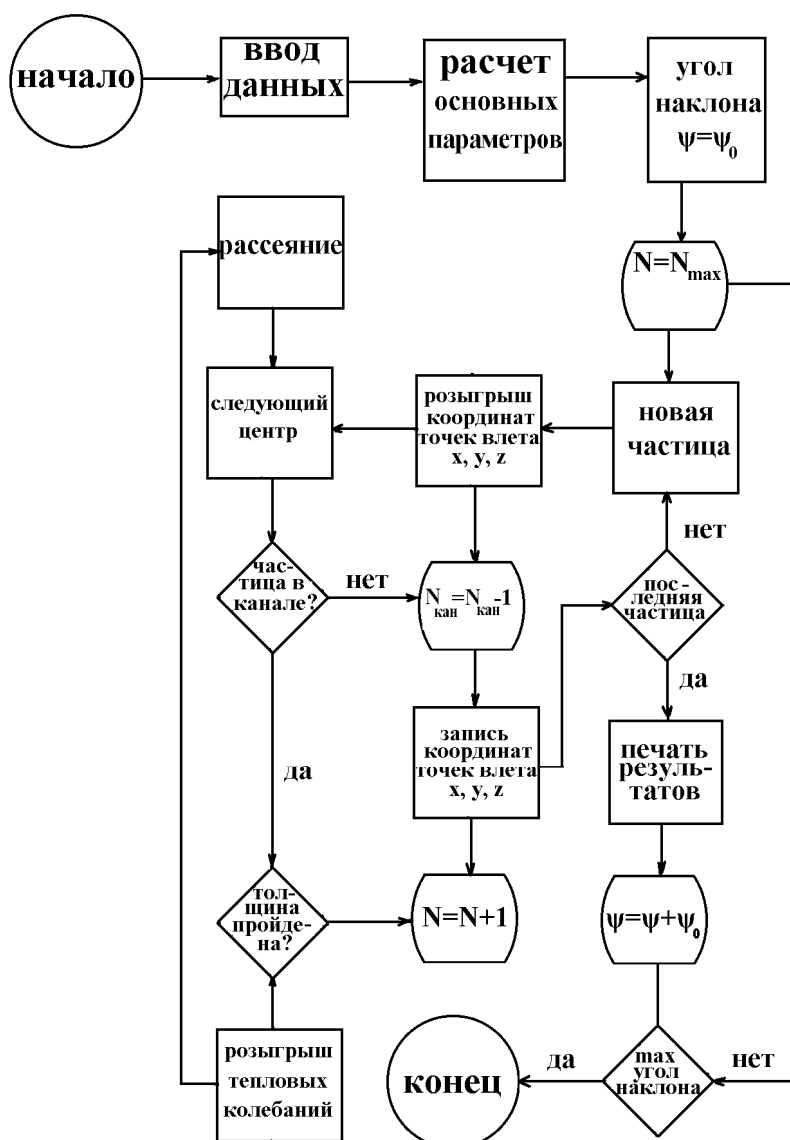 начало
ввод
данных
расчет
основных
параметров
угол
наклона
ψ=ψ₀
N=Nmax
рассеяние
следующий
центр
розыгрыш
координат
точек влета
x, y, z
новая
частица
нет
час-
тица в
канале?
нет
Nкан=Nкан-1
пос-
ледняя
частица
да
запись
координат
точек влета
x, y, z
печать
резуль-
татов
да
тол-
щина
пройде-
на?
N=N+1
ψ=ψ+ψ₀
розыгрыш
тепловых
колебаний
конец
да
max
угол
наклона
нет